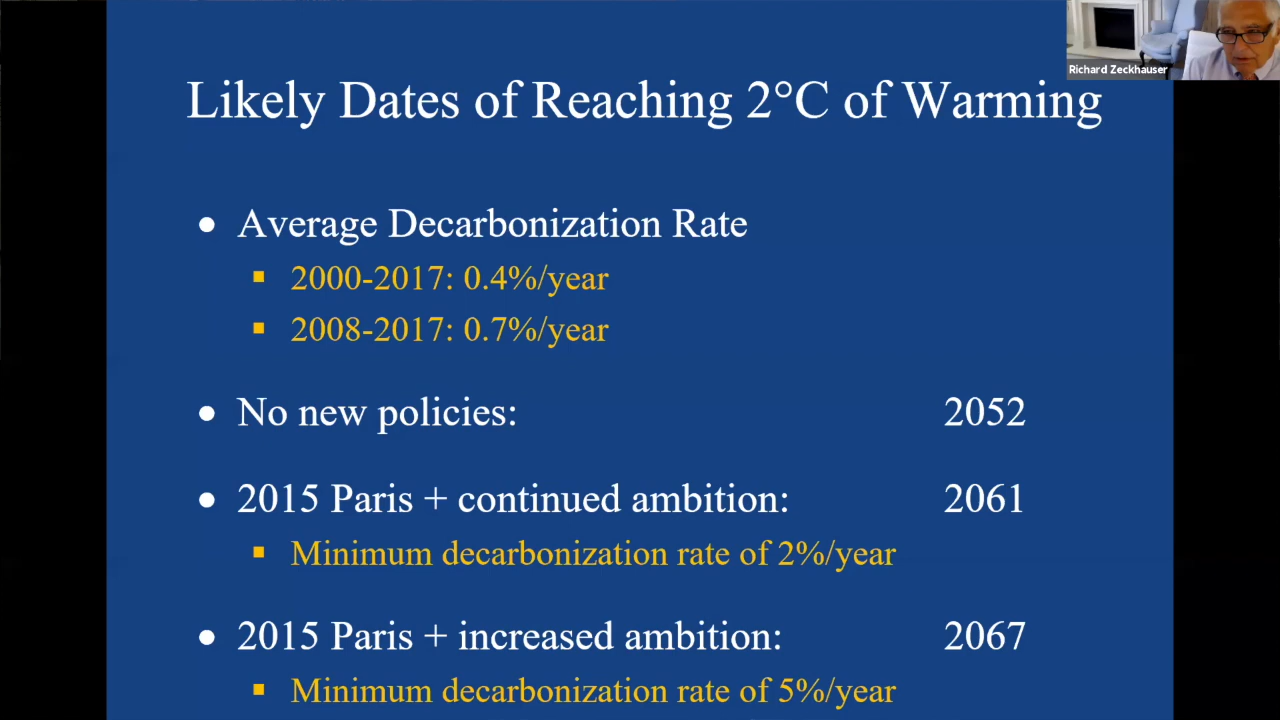 Richard Zeckhauser
Likely Dates of Reaching 2°C of Warming
• Average Decarbonization Rate
▪ 2000-2017: 0.4%/year
▪ 2008-2017: 0.7%/year
• No new policies: 2052
• 2015 Paris + continued ambition: 2061
▪ Minimum decarbonization rate of 2%/year
• 2015 Paris + increased ambition: 2067
▪ Minimum decarbonization rate of 5%/year